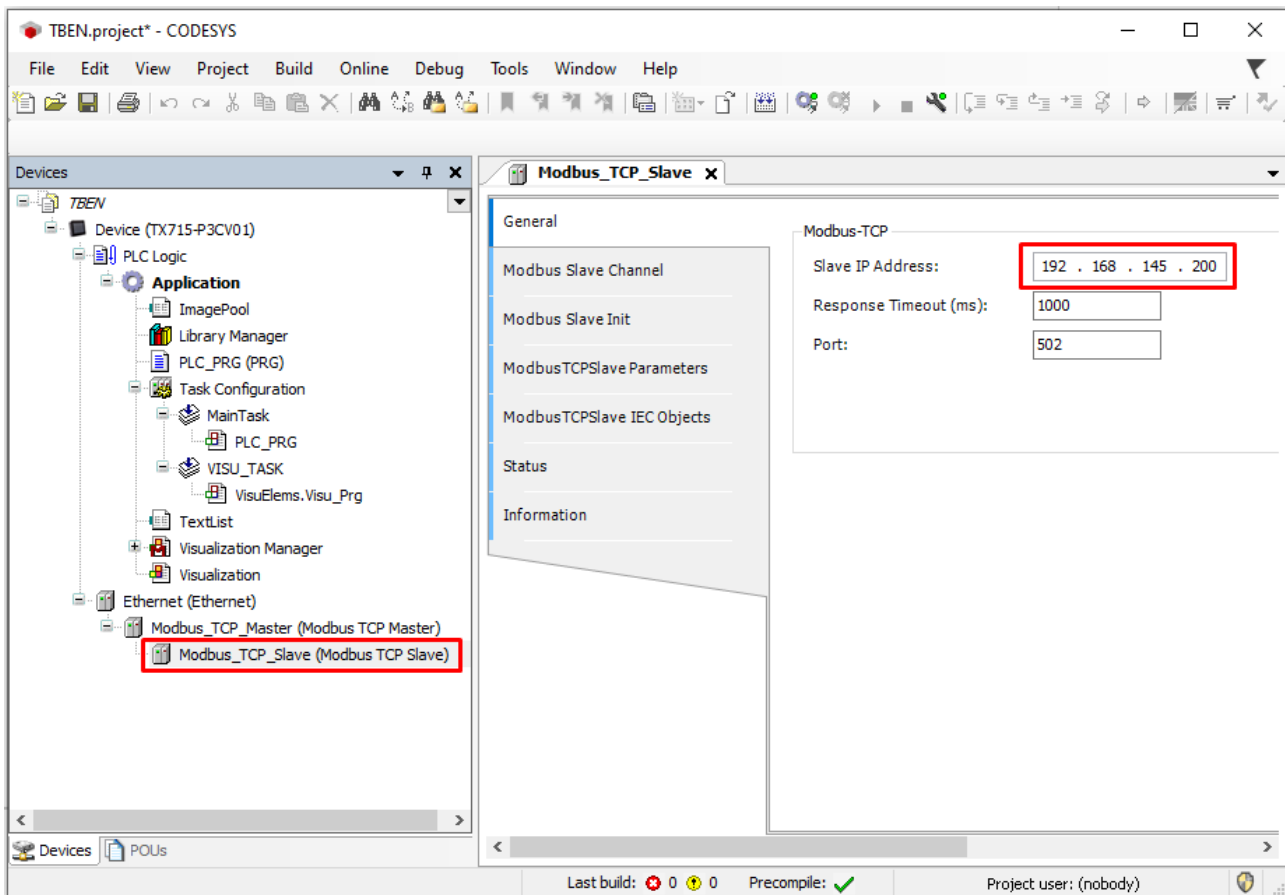 TBEN.project* - CODESYS
File Edit View Project Build Online Debug Tools Window Help
Devices
TBEN
Device (TX715-P3CV01)
PLC Logic
Application
ImagePool
Library Manager
PLC_PRG (PRG)
Task Configuration
MainTask
PLC_PRG
VISU_TASK
VisuElems.Visu_Prg
TextList
Visualization Manager
Visualization
Ethernet (Ethernet)
Modbus_TCP_Master (Modbus TCP Master)
Modbus_TCP_Slave (Modbus TCP Slave)
Devices POUs
Modbus_TCP_Slave
General
Modbus Slave Channel
Modbus Slave Init
ModbusTCPSlave Parameters
ModbusTCPSlave IEC Objects
Status
Information
Modbus-TCP
Slave IP Address: 192 . 168 . 145 . 200
Response Timeout (ms): 1000
Port: 502
Last build: 0 0 Precompile: Project user: (nobody)